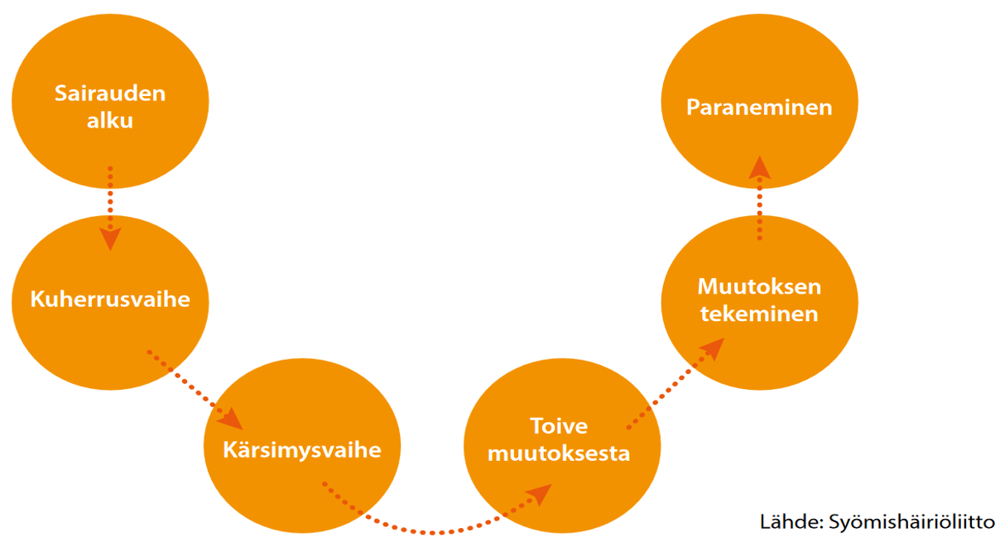 Sairauden
alku
Kuherrusvaihe
Kärsimysvaihe
Toive
muutoksesta
Muutoksen
tekeminen
Paraneminen
Lähde: Syömishäiriöliitto